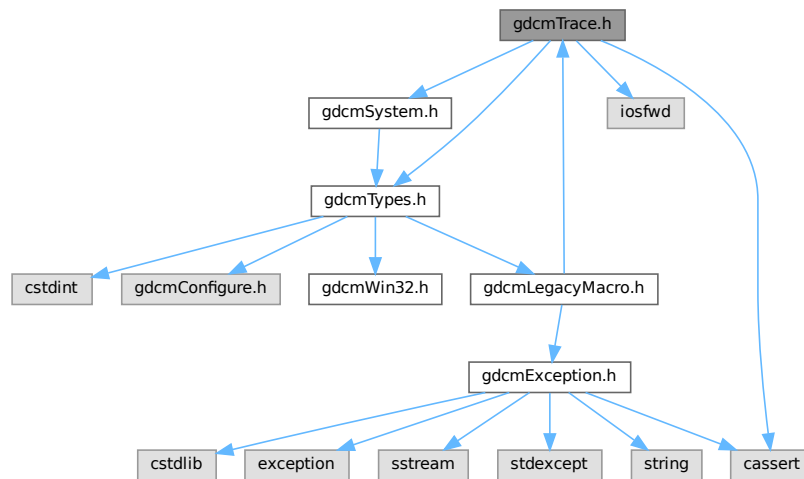 gdcmTrace.h
gdcmSystem.h
iosfwd
gdcmTypes.h
cstdint
gdcmConfigure.h
gdcmWin32.h
gdcmLegacyMacro.h
gdcmException.h
cstdlib
exception
sstream
stdexcept
string
cassert